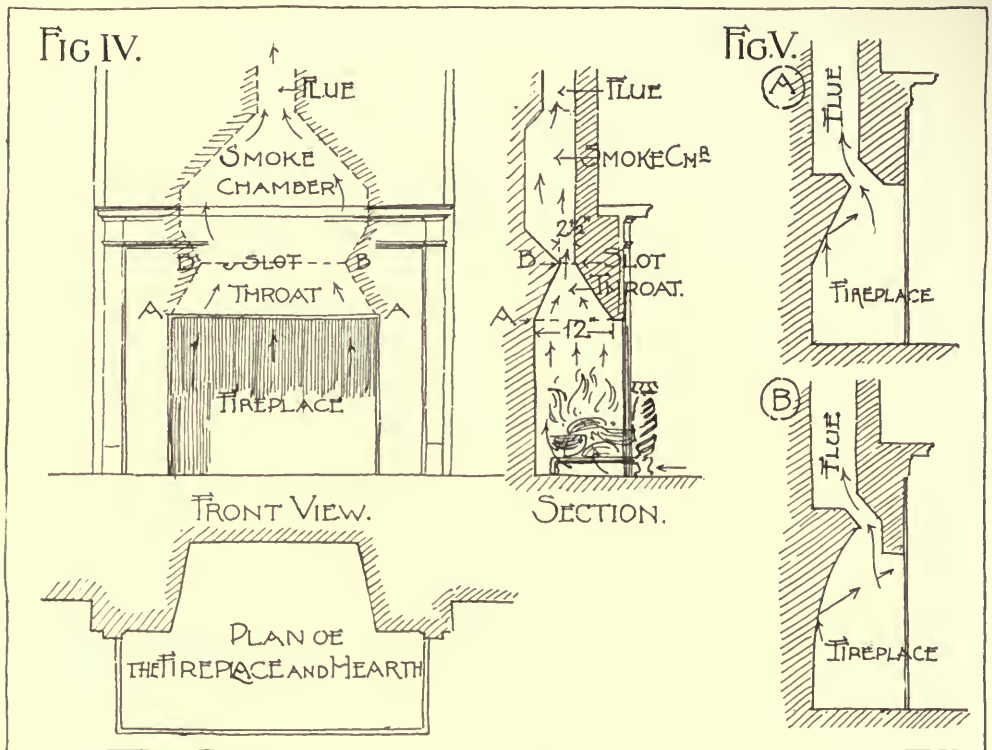 FIG IV.
FLUE
SMOKE
CHAMBER
B SLOT B
THROAT
A A
FIREPLACE
FRONT VIEW.
FLUE
SMOKE CHR
2½"
B SLOT
THROAT.
A
12"
SECTION.
PLAN OF
THE FIREPLACE AND HEARTH
FIG. V.
A
FLUE
FIREPLACE
B
FLUE
FIREPLACE